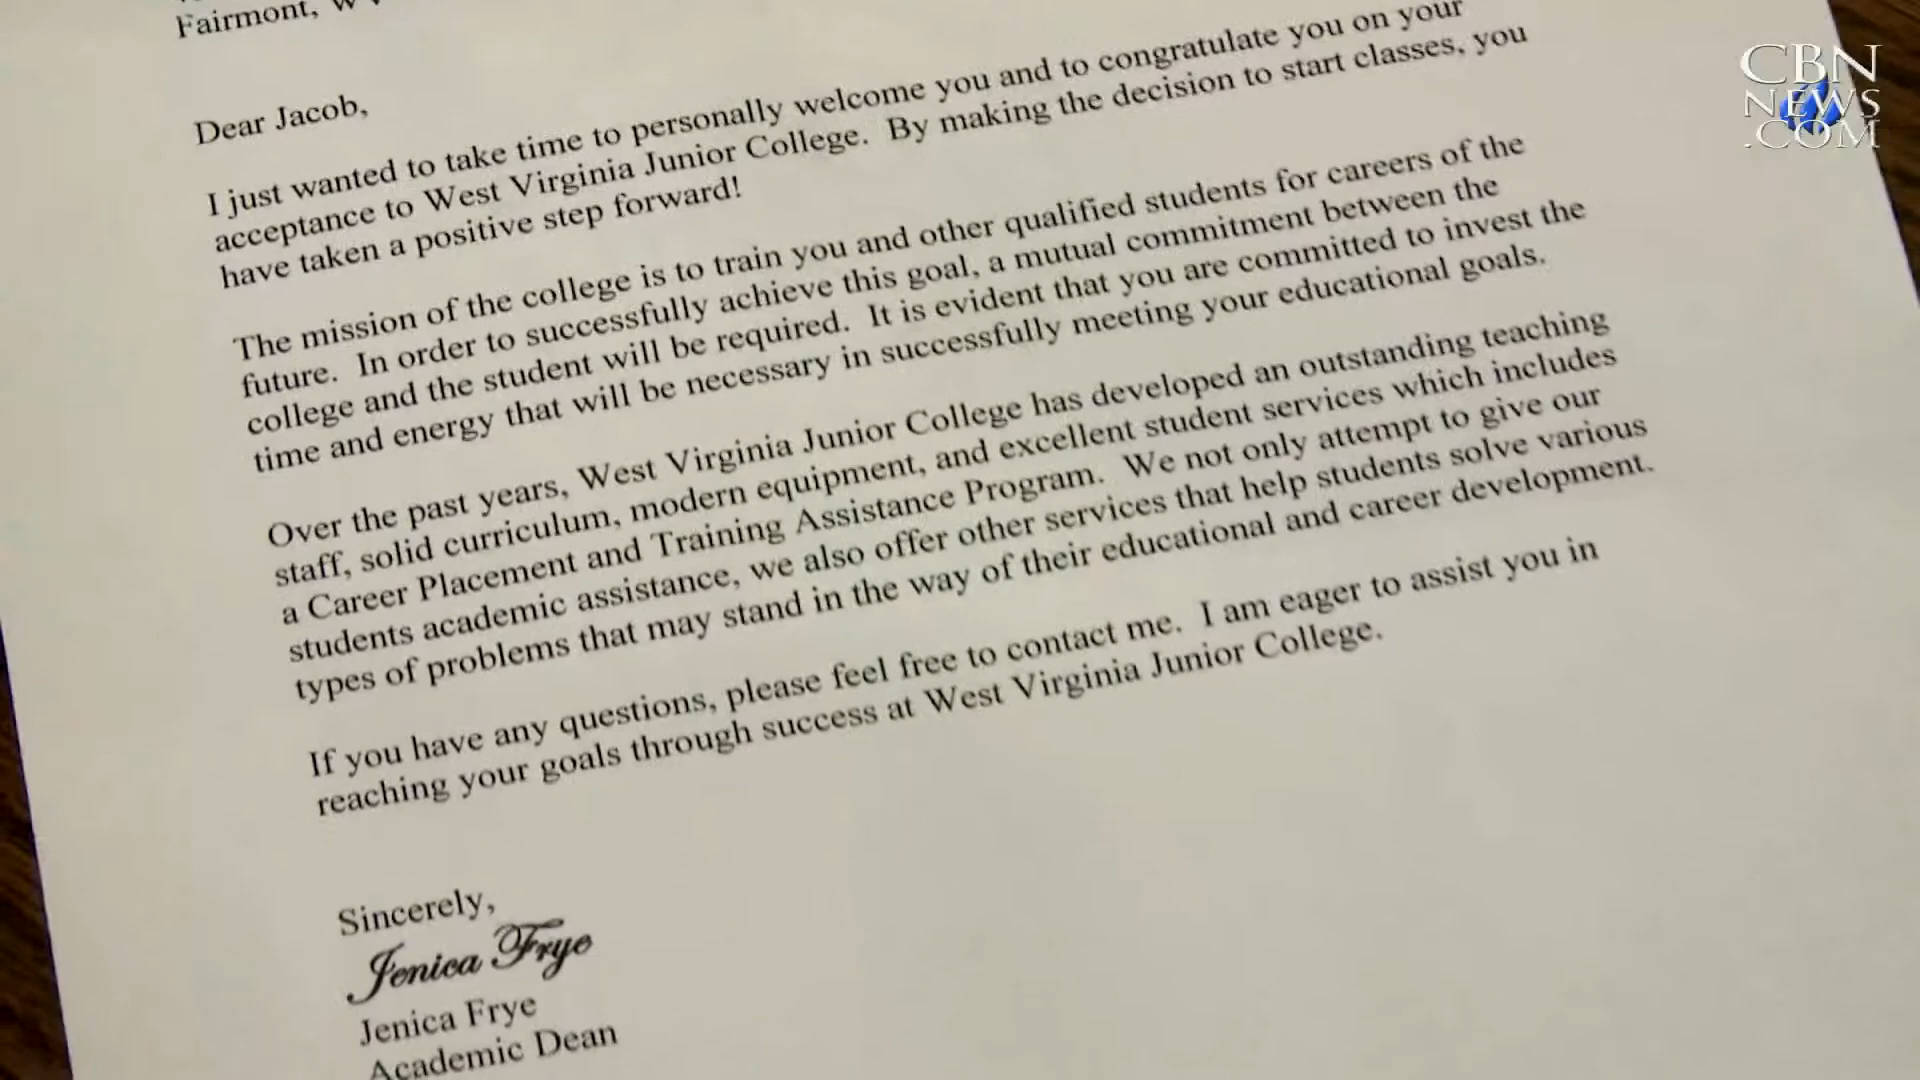 Fairmont, W
Dear Jacob,
I just wanted to take time to personally welcome you and to congratulate you on your
acceptance to West Virginia Junior College. By making the decision to start classes, you
have taken a positive step forward!
The mission of the college is to train you and other qualified students for careers of the
future. In order to successfully achieve this goal, a mutual commitment between the
college and the student will be required. It is evident that you are committed to invest the
time and energy that will be necessary in successfully meeting your educational goals.
Over the past years, West Virginia Junior College has developed an outstanding teaching
staff, solid curriculum, modern equipment, and excellent student services which includes
a Career Placement and Training Assistance Program. We not only attempt to give our
students academic assistance, we also offer other services that help students solve various
types of problems that may stand in the way of their educational and career development.
If you have any questions, please feel free to contact me. I am eager to assist you in
reaching your goals through success at West Virginia Junior College.
Sincerely,
Jenica Frye
Jenica Frye
Academic Dean
CBN
NEWS
.COM